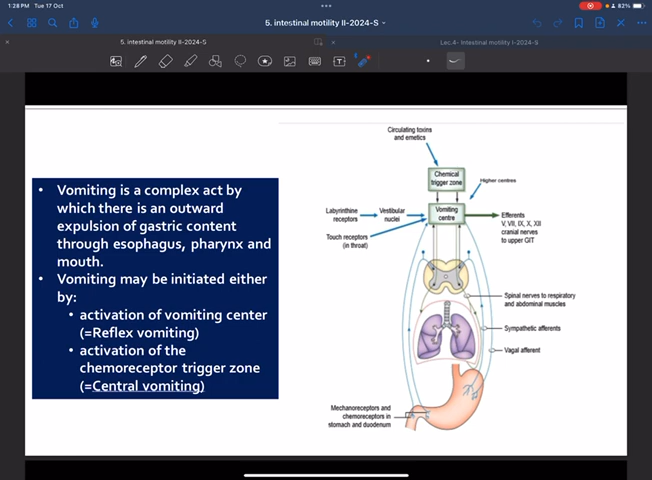 1:28 PM Tue 17 Oct
82%
5. intestinal motility II-2024-S
5. intestinal motility II-2024-S
Lec.4- Intestinal motility I-2024-S
• Vomiting is a complex act by
which there is an outward
expulsion of gastric content
through esophagus, pharynx and
mouth.
• Vomiting may be initiated either
by:
• activation of vomiting center
(=Reflex vomiting)
• activation of the
chemoreceptor trigger zone
(=Central vomiting)
Circulating toxins
and emetics
Chemical
trigger zone
Higher centres
Labyrinthine
receptors
Vestibular
nuclei
Vomiting
centre
Efferents
V, VII, IX, X, XII
cranial nerves
to upper GIT
Touch receptors
(in throat)
Spinal nerves to respiratory
and abdominal muscles
Sympathetic afferents
Vagal afferent
Mechanoreceptors and
chemoreceptors in
stomach and duodenum